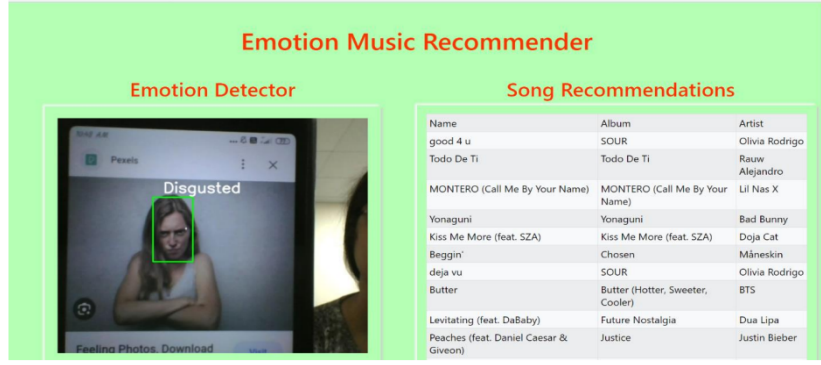 Emotion Music Recommender
Emotion Detector
Song Recommendations
Pexels
Disgusted
Feeling Photos, Download
Visit
Name Album Artist
good 4 u SOUR Olivia Rodrigo
Todo De Ti Todo De Ti Rauw
Alejandro
MONTERO (Call Me By Your Name) MONTERO (Call Me By Your Lil Nas X
Name)
Yonaguni Yonaguni Bad Bunny
Kiss Me More (feat. SZA) Kiss Me More (feat. SZA) Doja Cat
Beggin' Chosen Måneskin
deja vu SOUR Olivia Rodrigo
Butter Butter (Hotter, Sweeter, BTS
Cooler)
Levitating (feat. DaBaby) Future Nostalgia Dua Lipa
Peaches (feat. Daniel Caesar & Justice Justin Bieber
Giveon)